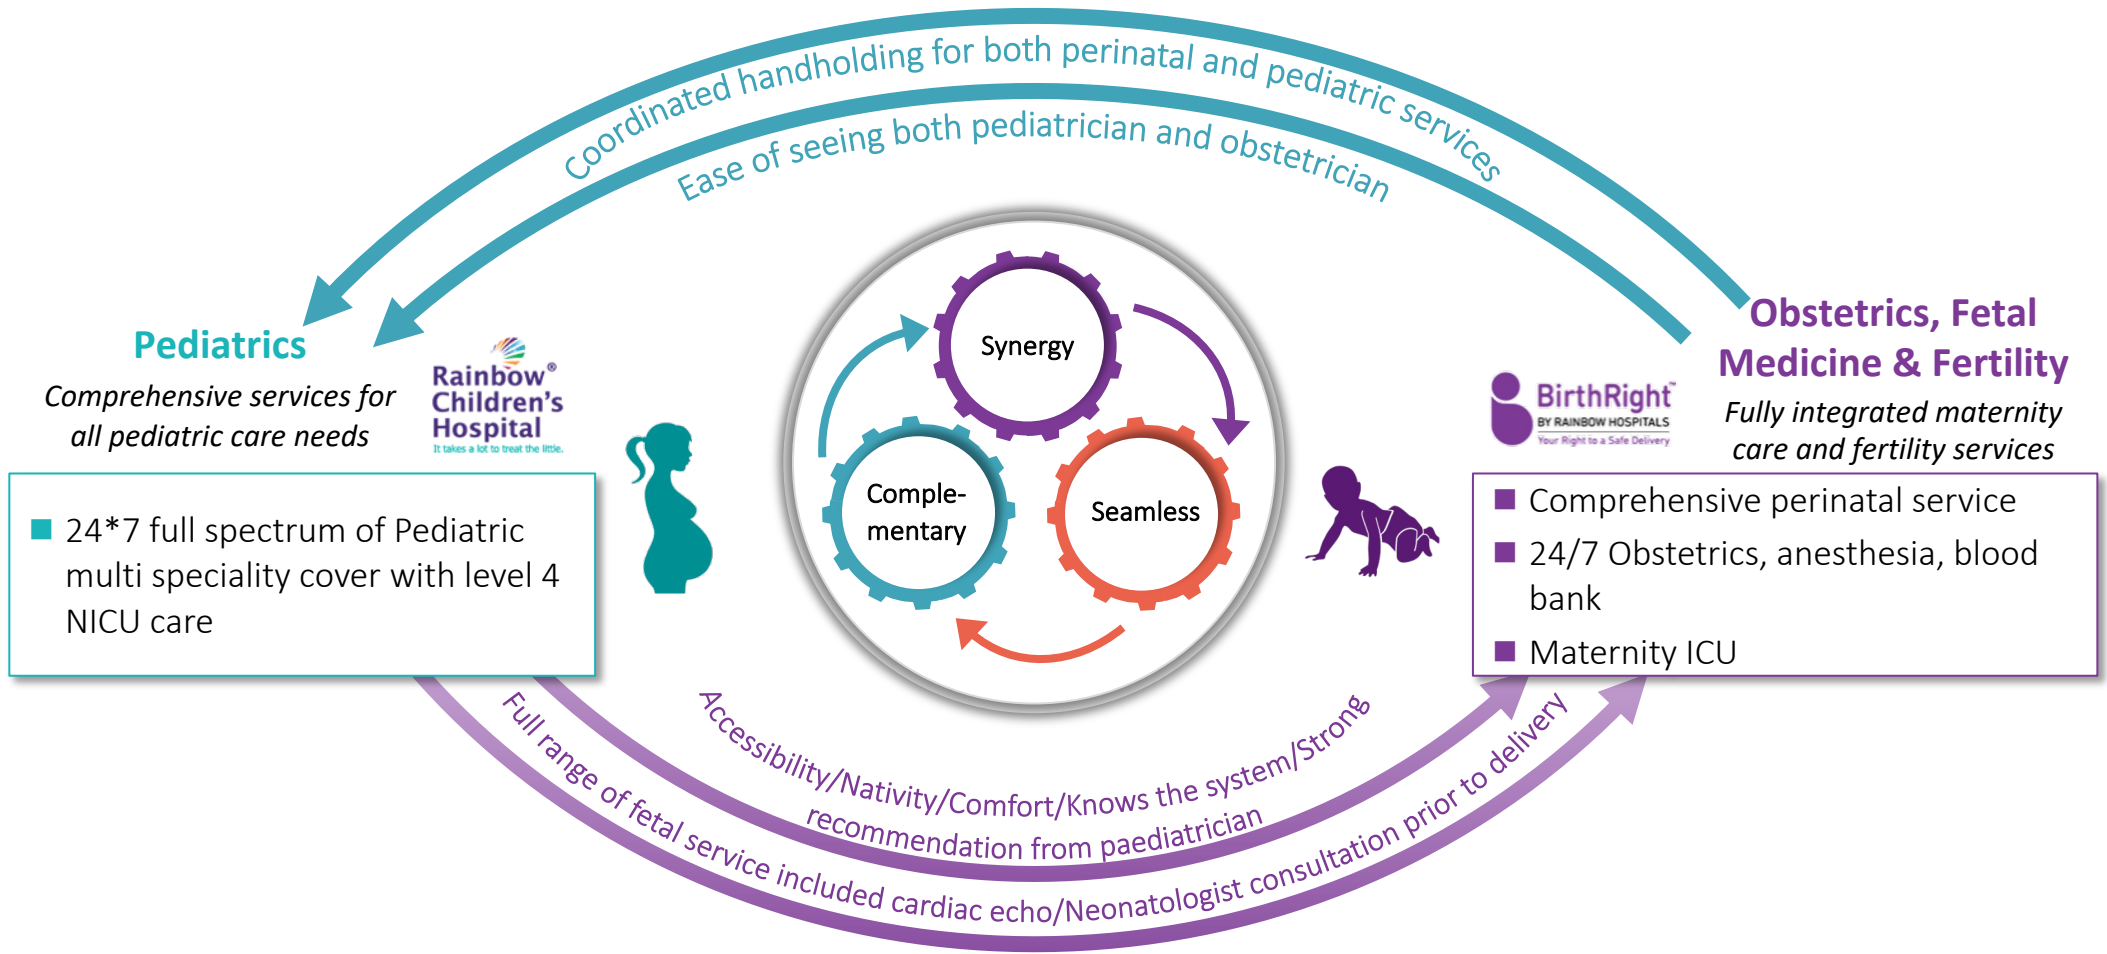 Coordinated handholding for both perinatal and pediatric services
Ease of seeing both pediatrician and obstetrician
Pediatrics
Comprehensive services for
all pediatric care needs
Rainbow®
Children's
Hospital
It takes a lot to treat the little.
24*7 full spectrum of Pediatric
multi speciality cover with level 4
NICU care
Synergy
Comple-
mentary
Seamless
Obstetrics, Fetal
Medicine & Fertility
Fully integrated maternity
care and fertility services
BirthRight™
BY RAINBOW HOSPITALS
Your Right to a Safe Delivery
Comprehensive perinatal service
24/7 Obstetrics, anesthesia, blood
bank
Maternity ICU
Accessibility/Nativity/Comfort/Knows the system/Strong
recommendation from paediatrician
Full range of fetal service included cardiac echo/Neonatologist consultation prior to delivery